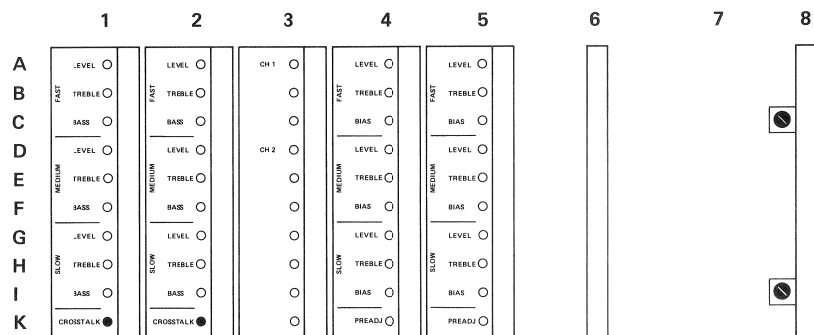 1 2 3 4 5 6 7 8
A LEVEL LEVEL CH 1 LEVEL LEVEL
B FAST TREBLE FAST TREBLE FAST TREBLE FAST TREBLE
C BASS BASS BIAS BIAS
D LEVEL LEVEL CH 2 LEVEL LEVEL
E MEDIUM TREBLE MEDIUM TREBLE MEDIUM TREBLE MEDIUM TREBLE
F BASS BASS BIAS BIAS
G LEVEL LEVEL LEVEL LEVEL
H SLOW TREBLE SLOW TREBLE SLOW TREBLE SLOW TREBLE
I BASS BASS BIAS BIAS
K CROSSTALK CROSSTALK PREADJ PREADJ